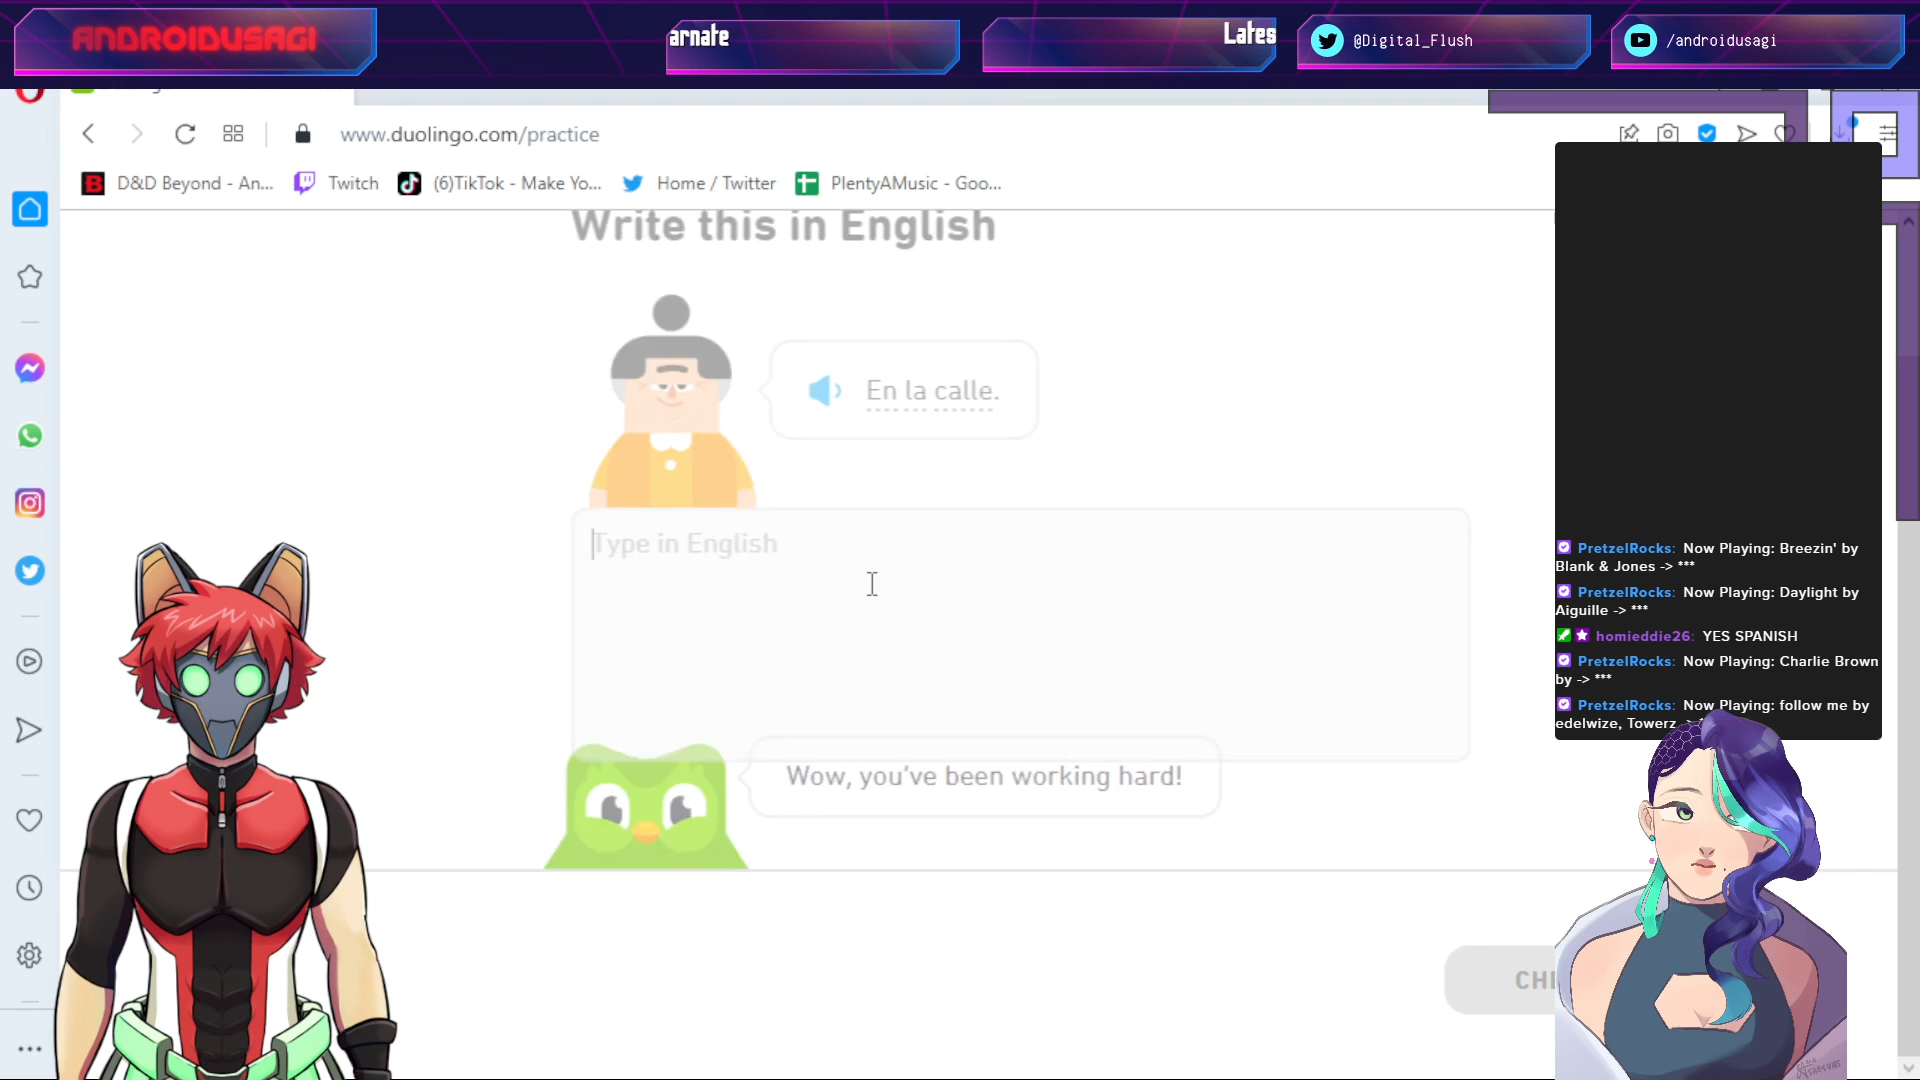 ANDROIDUSAGI
arnate
Lates
@Digital_Flush
/androidusagi
www.duolingo.com/practice
D&D Beyond - An...
Twitch
(6)TikTok - Make Yo...
Home / Twitter
PlentyAMusic - Goo...
Write this in English
En la calle.
Type in English
Wow, you've been working hard!
CHE
PretzelRocks: Now Playing: Breezin' by
Blank & Jones -> ***
PretzelRocks: Now Playing: Daylight by
Aiguille -> ***
homieddie26: YES SPANISH
PretzelRocks: Now Playing: Charlie Brown
by -> ***
PretzelRocks: Now Playing: follow me by
edelwize, Towerz